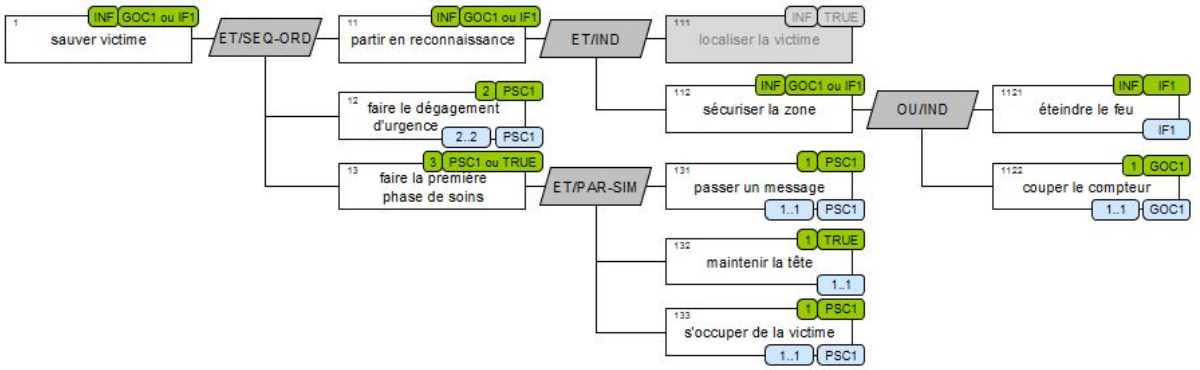 1
INF GOC1 ou IF1
sauver victime
ET/SEQ-ORD
11
INF GOC1 ou IF1
partir en reconnaissance
ET/IND
111
INF TRUE
localiser la victime
112
INF GOC1 ou IF1
sécuriser la zone
OU/IND
1121
INF IF1
éteindre le feu
IF1
1122
1 GOC1
couper le compteur
1..1 GOC1
12
2 PSC1
faire le dégagement
d'urgence
2..2 PSC1
13
3 PSC1 ou TRUE
faire la première
phase de soins
ET/PAR-SIM
131
1 PSC1
passer un message
1..1 PSC1
132
1 TRUE
maintenir la tête
1..1
133
1 PSC1
s'occuper de la victime
1..1 PSC1